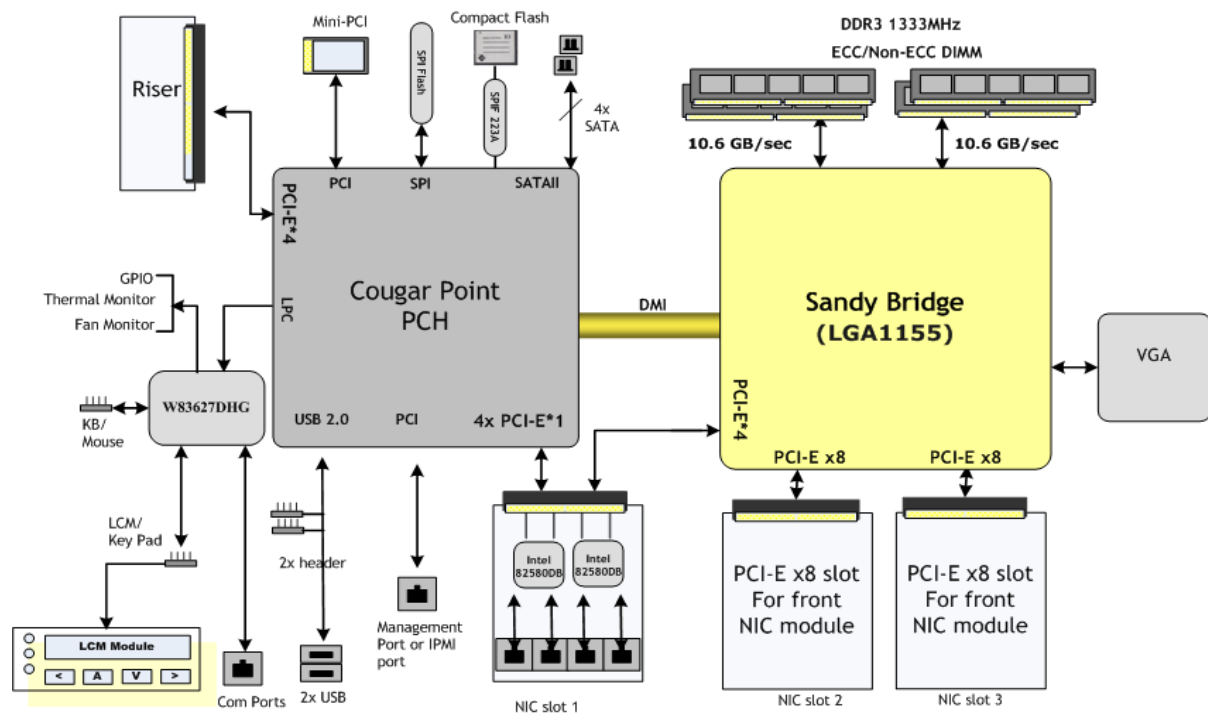 DDR3 1333MHz
ECC/Non-ECC DIMM
Mini-PCI
Compact Flash
Riser
SPI Flash
SPIF 223A
4x
SATA
10.6 GB/sec
10.6 GB/sec
PCI
SPI
SATAII
PCI-E*4
GPIO
Thermal Monitor
Fan Monitor
LPC
Cougar Point
PCH
DMI
Sandy Bridge
(LGA1155)
VGA
W83627DHG
KB/
Mouse
USB 2.0
PCI
4x PCI-E*1
PCI-E*4
PCI-E x8
PCI-E x8
LCM/
Key Pad
2x header
Intel
82580DB
Intel
82580DB
PCI-E x8 slot
For front
NIC module
PCI-E x8 slot
For front
NIC module
Management
Port or IPMI
port
LCM Module
<
A
V
>
Com Ports
2x USB
NIC slot 1
NIC slot 2
NIC slot 3